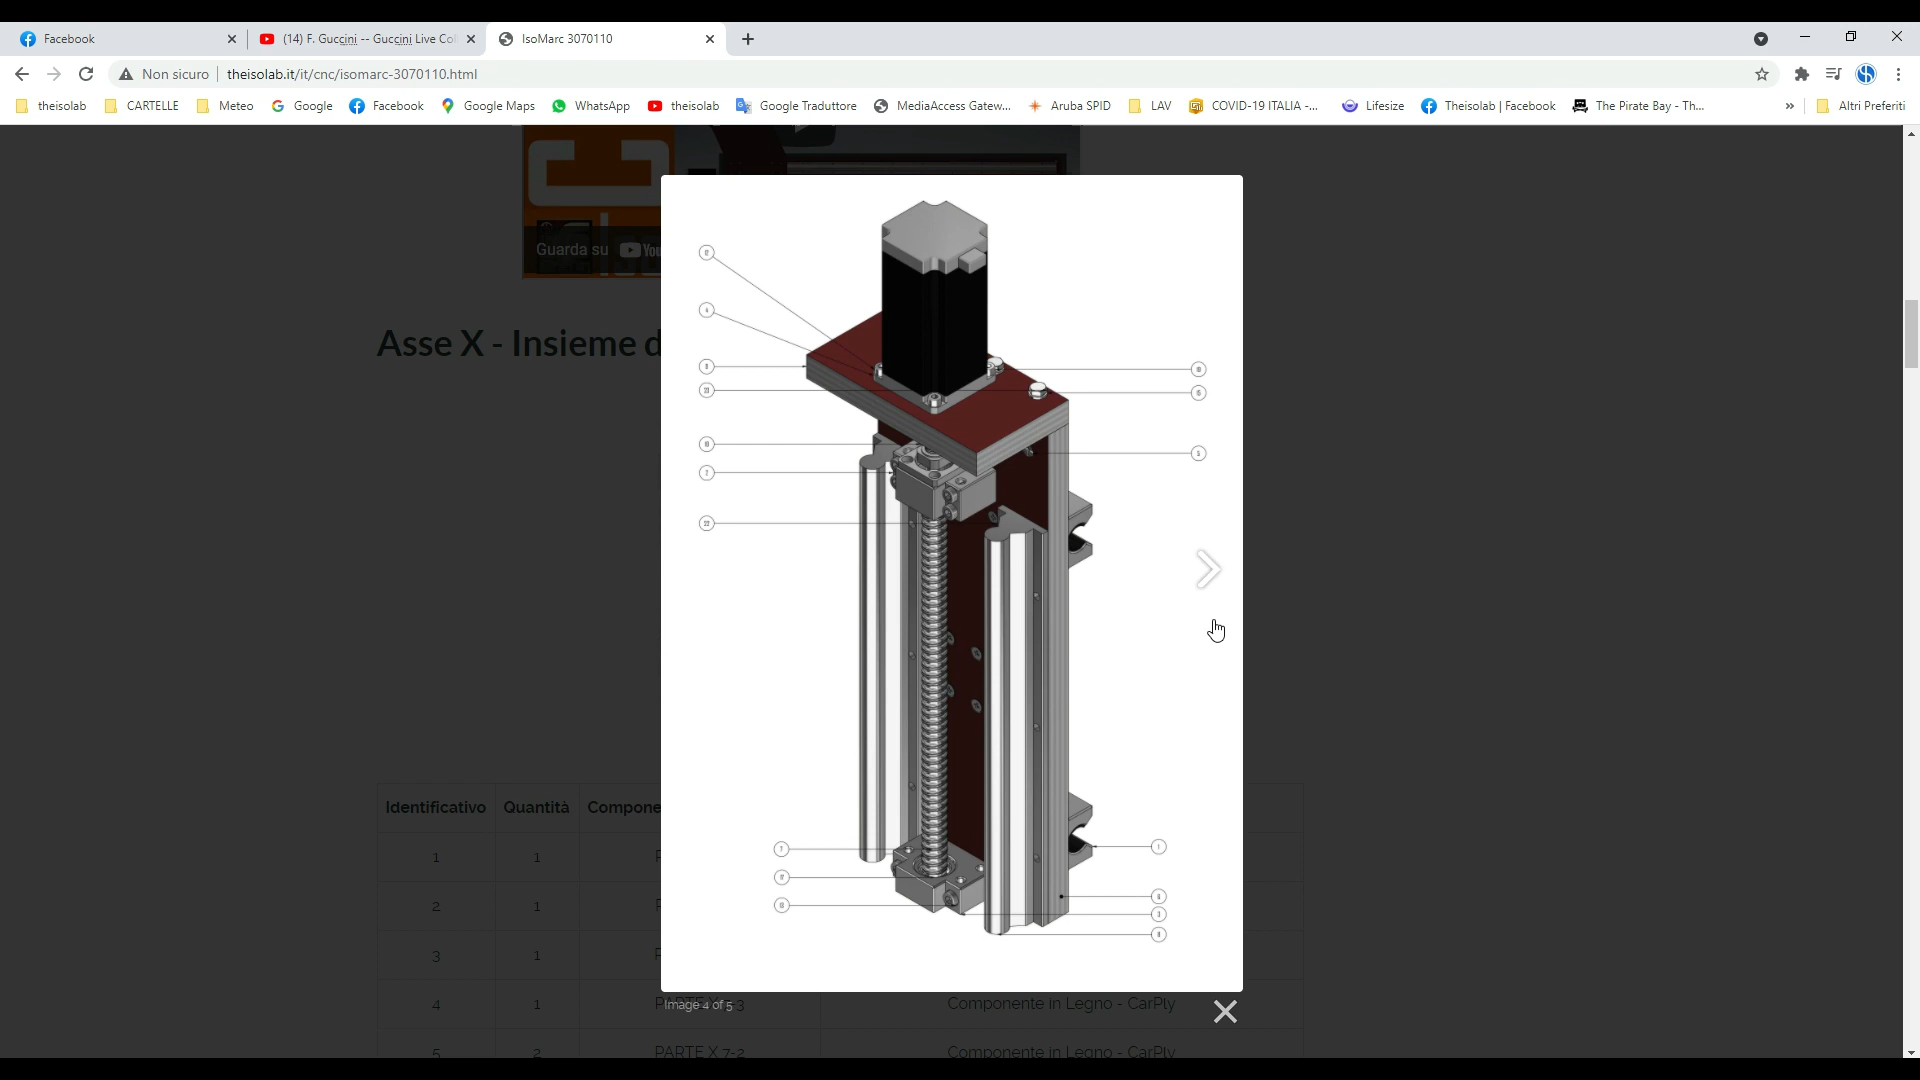 Facebook
(14) F. Guccini -- Guccini Live Col
IsoMarc 3070110
Non sicuro
theisolab.it/it/cnc/isomarc-3070110.html
theisolab
CARTELLE
Meteo
Google
Facebook
Google Maps
WhatsApp
theisolab
Google Traduttore
MediaAccess Gatew...
Aruba SPID
LAV
COVID-19 ITALIA -...
Lifesize
Theisolab | Facebook
The Pirate Bay - Th...
»
Altri Preferiti
Guarda su
Asse X - Insieme d
Identificativo Quantità Compone
1 1
2 1
3 1
4 1 PARTE X 7-3 Componente in Legno - CarPly
5 2 PARTE X 7-2 Componente in Legno - CarPly
Image 4 of 5